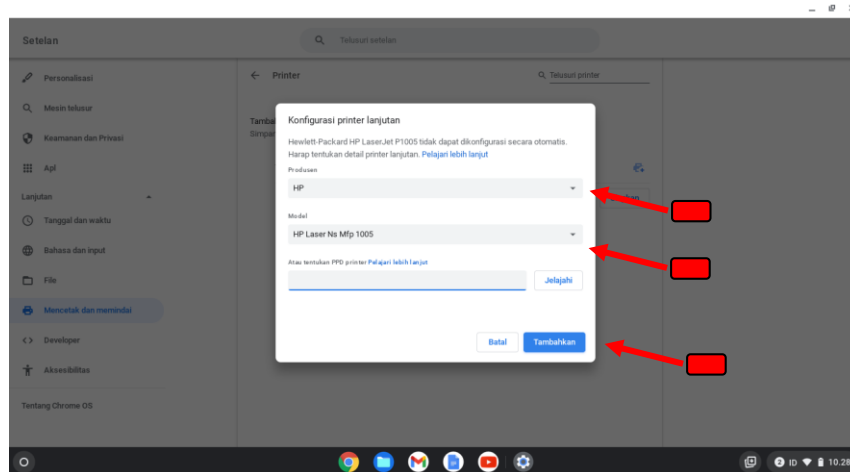 Setelan
Telusuri setelan
Personalisasi
Printer
Telusuri printer
Mesin telusur
Konfigurasi printer lanjutan
Keamanan dan Privasi
Hewlett-Packard HP LaserJet P1005 tidak dapat dikonfigurasi secara otomatis.
Harap tentukan detail printer lanjutan. Pelajari lebih lanjut
Produsen
HP
Lanjutan
Tanggal dan waktu
Model
HP Laser Ns Mfp 1005
Bahasa dan input
Atau tentukan PPD printer Pelajari lebih lanjut
File
Jelajahi
Mencetak dan memindai
Developer
Batal
Tambahkan
Aksesibilitas
Tentang Chrome OS
2 ID 10.28